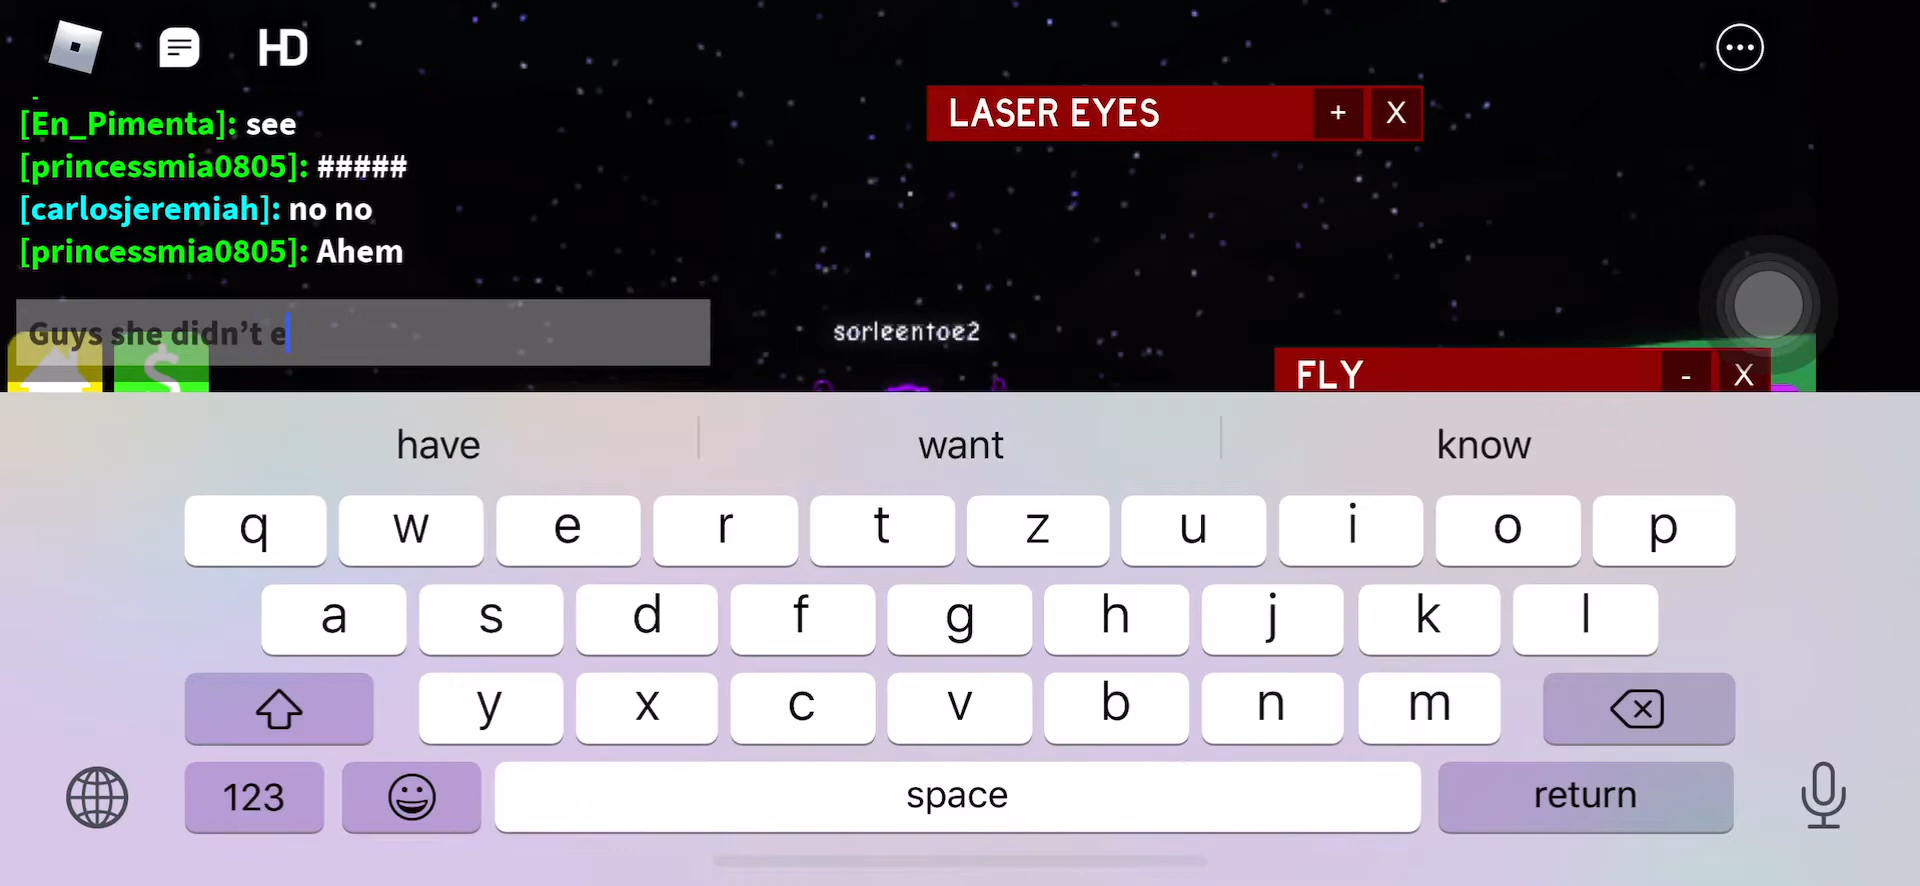 HD
LASER EYES + X
[En_Pimenta]: see
[princessmia0805]: #####
[carlosjeremiah]: no no
[princessmia0805]: Ahem
Guys she didn’t e
sorleentoe2
$
FLY - X
have want know
q w e r t z u i o p
a s d f g h j k l
y x c v b n m
123 space return